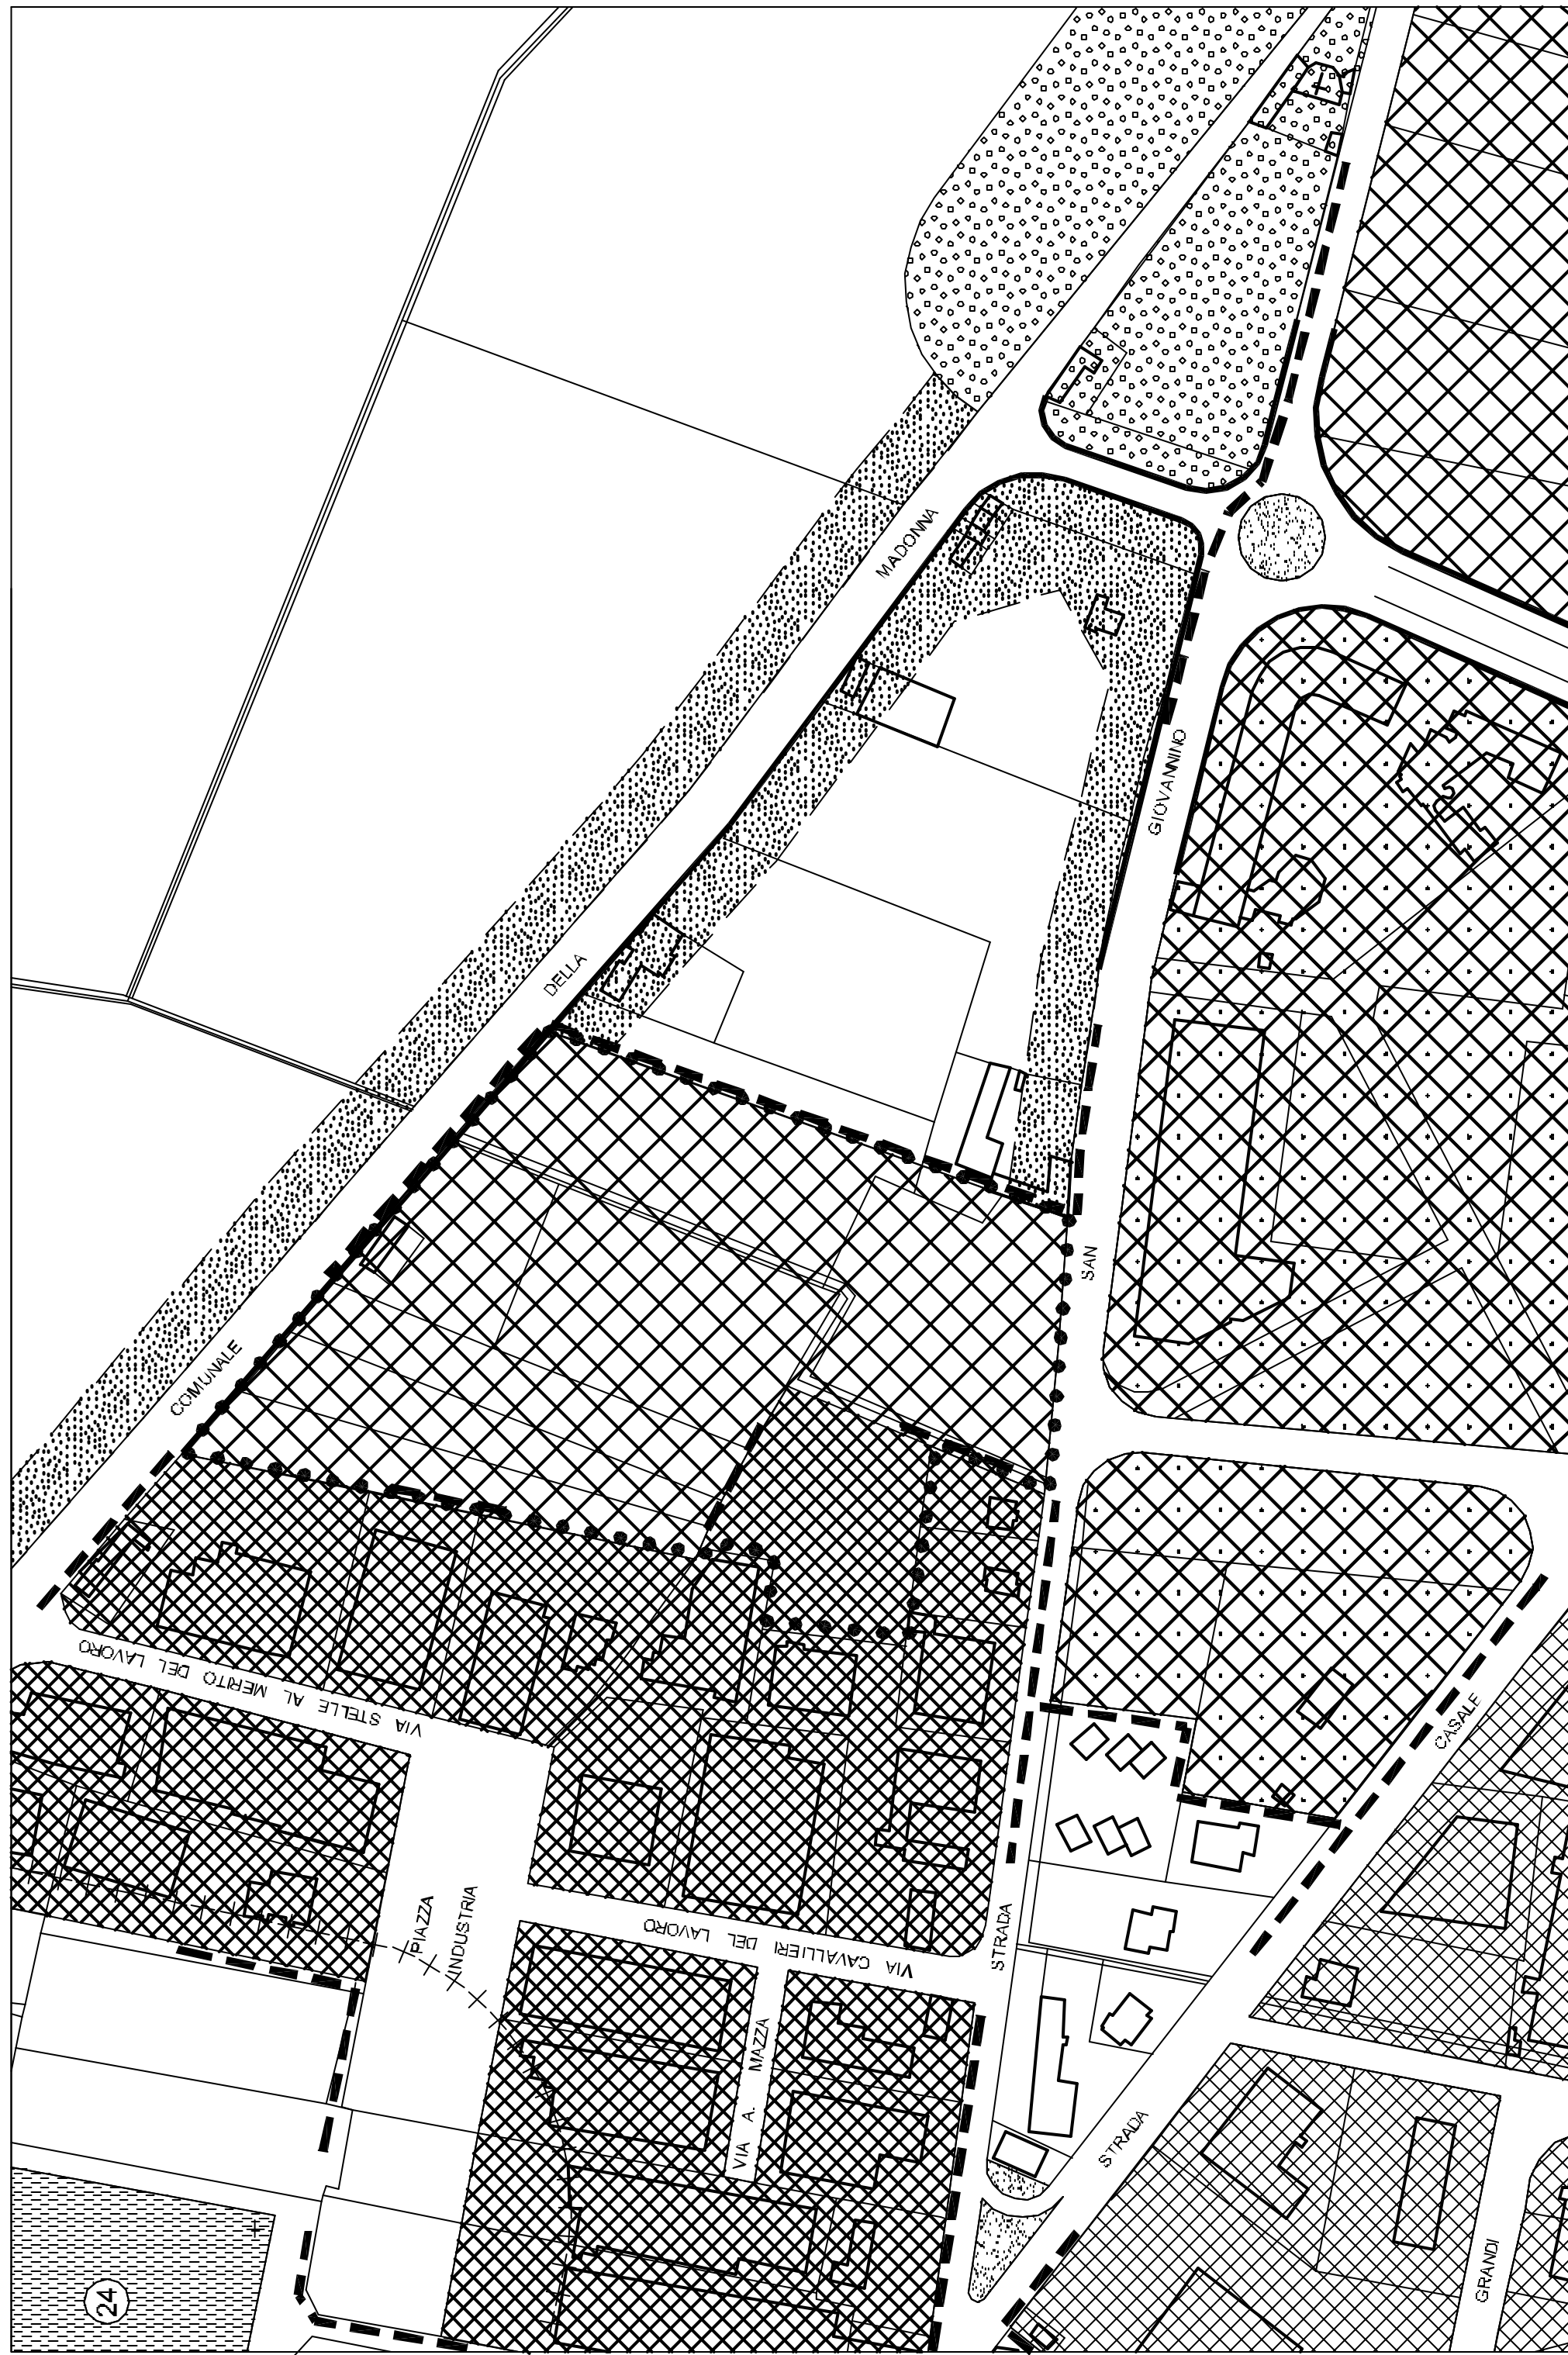 MADONNA
GIOVANNINO
DELLA
SAN
COMUNALE
VIA STELLE AL MERITO DEL LAVORO
CASALE
PIAZZA
INDUSTRIA
VIA CAVALLIERI DEL LAVORO
STRADA
VIA A. MAZZA
STRADA
GRANDI
24